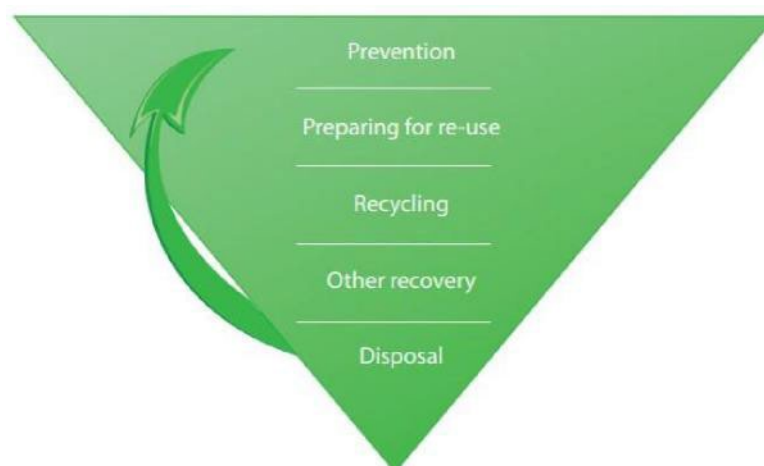 Prevention
Preparing for re-use
Recycling
Other recovery
Disposal